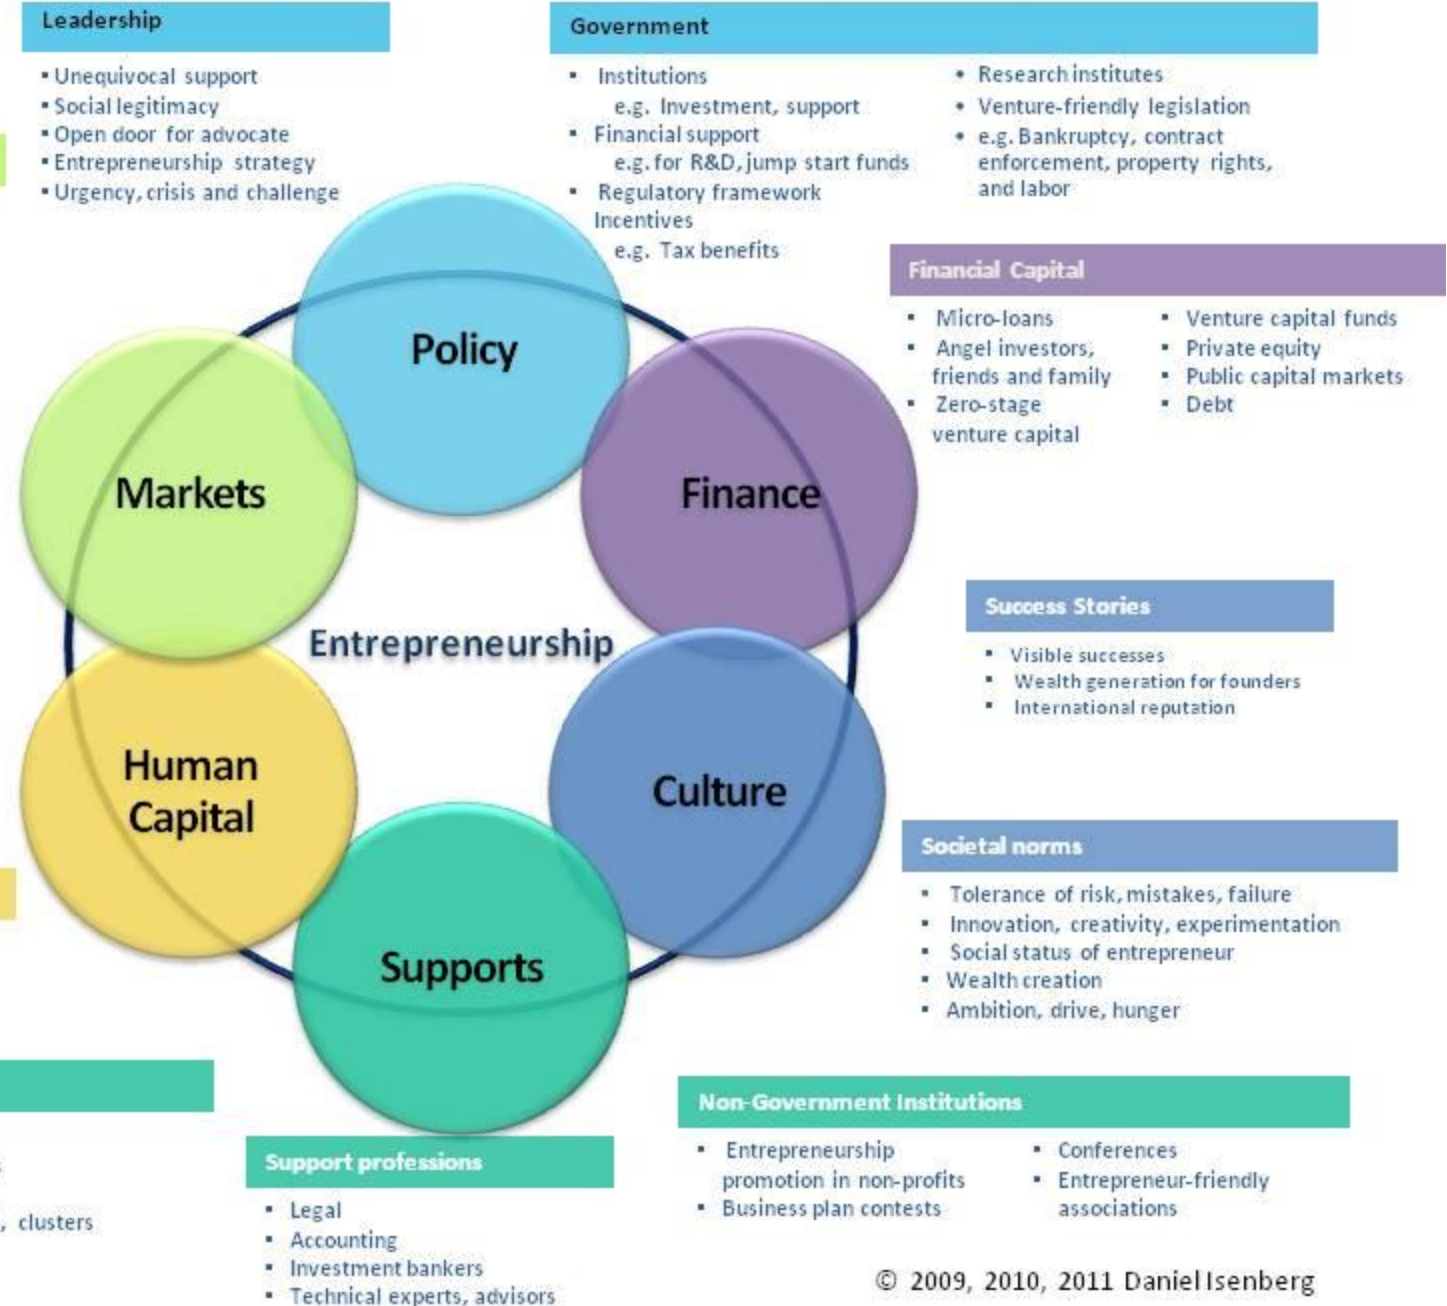 Leadership
▪ Unequivocal support
▪ Social legitimacy
▪ Open door for advocate
▪ Entrepreneurship strategy
▪ Urgency, crisis and challenge
Government
▪ Institutions
e.g. Investment, support
▪ Financial support
e.g. for R&D, jump start funds
▪ Regulatory framework
Incentives
e.g. Tax benefits
• Research institutes
• Venture-friendly legislation
• e.g. Bankruptcy, contract
enforcement, property rights,
and labor
Financial Capital
▪ Micro-loans
▪ Angel investors,
friends and family
▪ Zero-stage
venture capital
▪ Venture capital funds
▪ Private equity
▪ Public capital markets
▪ Debt
Policy
Markets
Finance
Entrepreneurship
Human
Capital
Culture
Supports
Success Stories
▪ Visible successes
▪ Wealth generation for founders
▪ International reputation
Societal norms
▪ Tolerance of risk, mistakes, failure
▪ Innovation, creativity, experimentation
▪ Social status of entrepreneur
▪ Wealth creation
▪ Ambition, drive, hunger
Non-Government Institutions
▪ Entrepreneurship
promotion in non-profits
▪ Business plan contests
▪ Conferences
▪ Entrepreneur-friendly
associations
Support professions
▪ Legal
▪ Accounting
▪ Investment bankers
▪ Technical experts, advisors
, clusters
© 2009, 2010, 2011 Daniel Isenberg